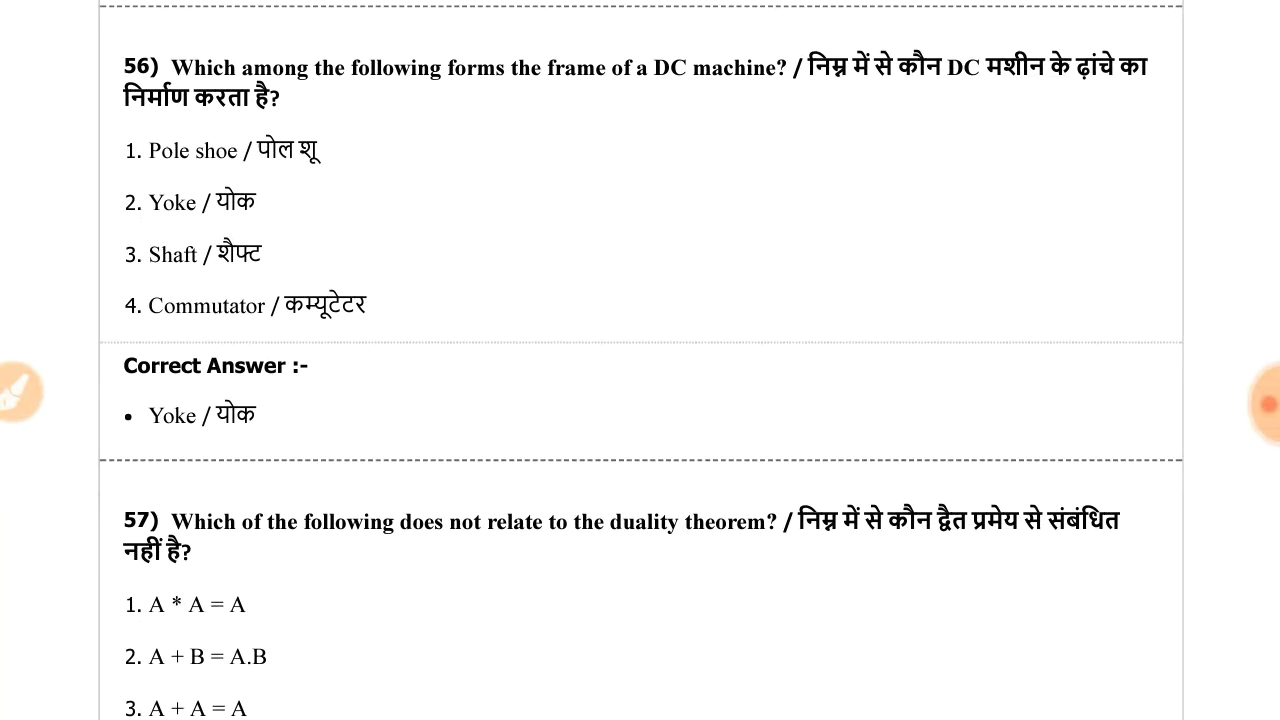 56) Which among the following forms the frame of a DC machine? / निम्न में से कौन DC मशीन के ढ़ांचे का
निर्माण करता है?
1. Pole shoe / पोल शू
2. Yoke / योक
3. Shaft / शैफ्ट
4. Commutator / कम्यूटेटर
Correct Answer :-
• Yoke / योक
57) Which of the following does not relate to the duality theorem? / निम्न में से कौन द्वैत प्रमेय से संबंधित
नहीं है?
1. A * A = A
2. A + B = A.B
3. A + A = A